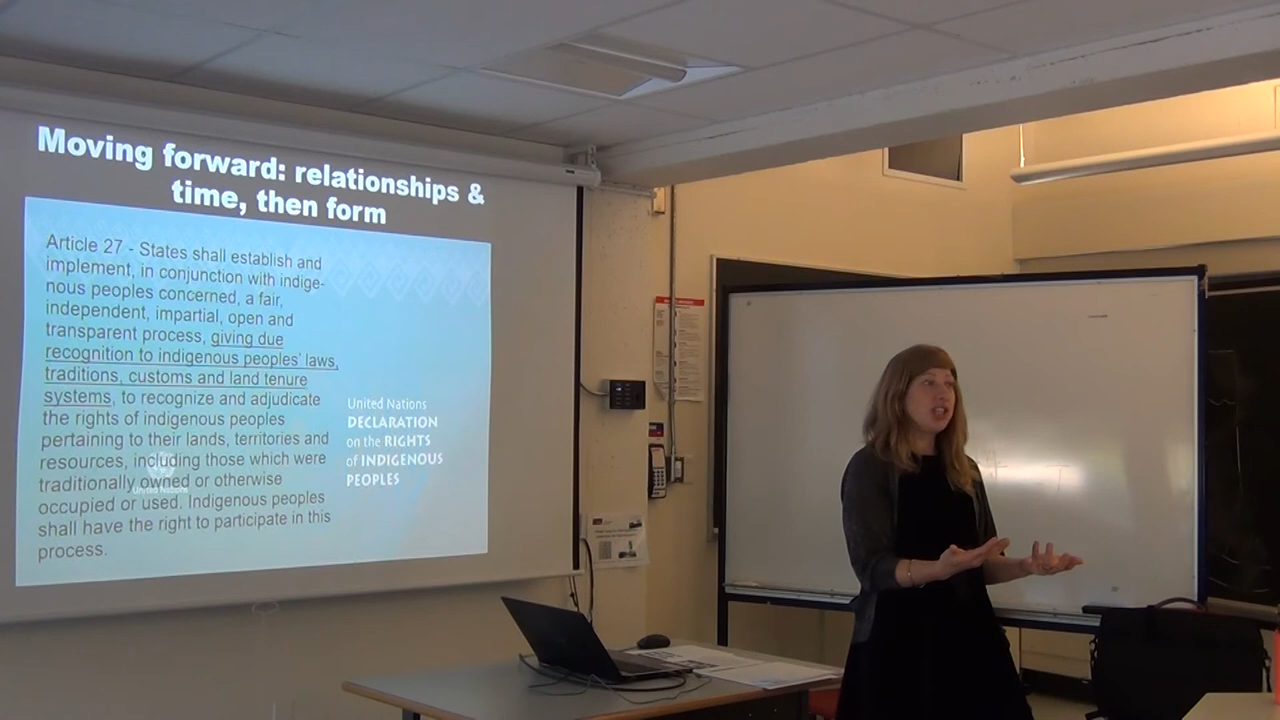 Moving forward: relationships &
time, then form
Article 27 - States shall establish and
implement, in conjunction with indige-
nous peoples concerned, a fair,
independent, impartial, open and
transparent process, giving due
recognition to indigenous peoples' laws,
traditions, customs and land tenure
systems, to recognize and adjudicate
the rights of indigenous peoples
pertaining to their lands, territories and
resources, including those which were
traditionally owned or otherwise
occupied or used. Indigenous peoples
shall have the right to participate in this
process.
United Nations
United Nations
DECLARATION
on the RIGHTS
of INDIGENOUS
PEOPLES